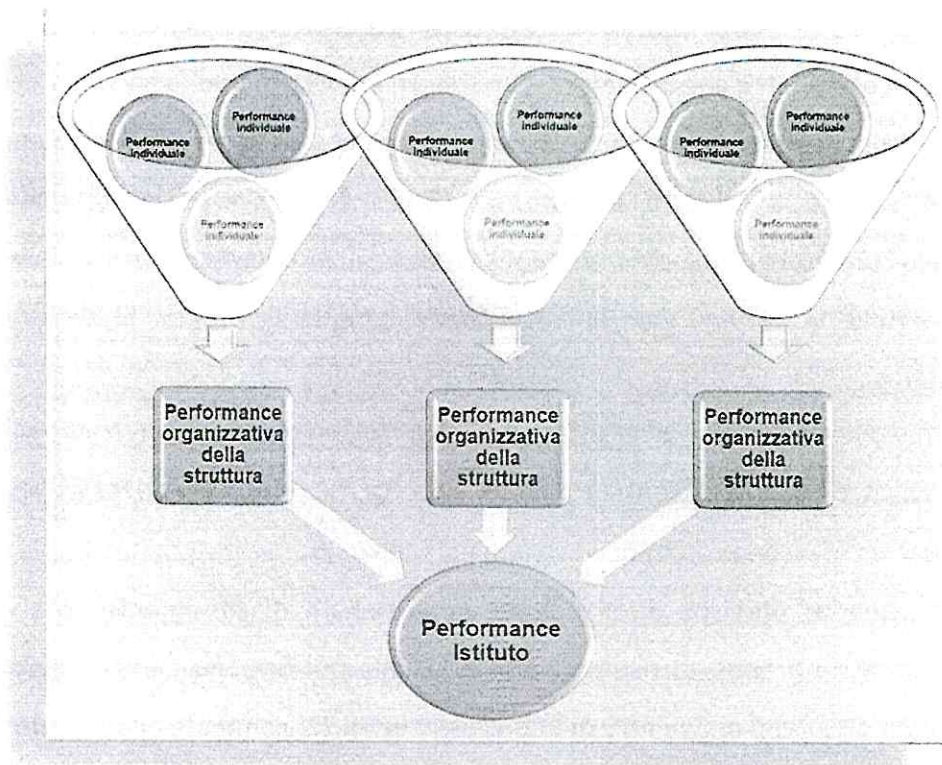 Performance
individuale
Performance
individuale
Performance
individuale
Performance
individuale
Performance
individuale
Performance
individuale
Performance
individuale
Performance
individuale
Performance
individuale
Performance
organizzativa
della
struttura
Performance
organizzativa
della
struttura
Performance
organizzativa
della
struttura
Performance
Istituto